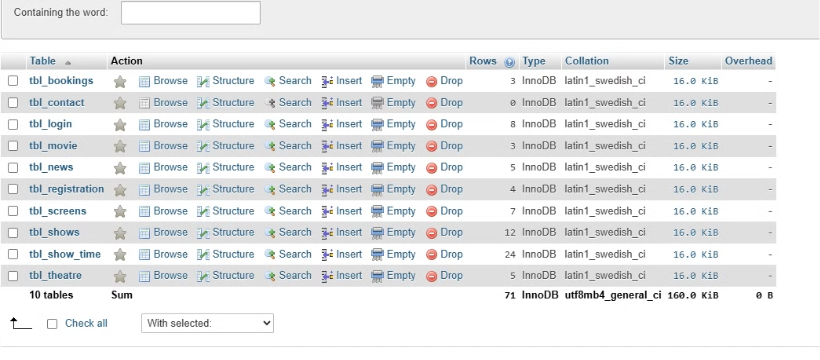 Containing the word:
Table Action Rows Type Collation Size Overhead
tbl_bookings Browse Structure Search Insert Empty Drop 3 InnoDB latin1_swedish_ci 16.0 KiB -
tbl_contact Browse Structure Search Insert Empty Drop 0 InnoDB latin1_swedish_ci 16.0 KiB -
tbl_login Browse Structure Search Insert Empty Drop 8 InnoDB latin1_swedish_ci 16.0 KiB -
tbl_movie Browse Structure Search Insert Empty Drop 3 InnoDB latin1_swedish_ci 16.0 KiB -
tbl_news Browse Structure Search Insert Empty Drop 5 InnoDB latin1_swedish_ci 16.0 KiB -
tbl_registration Browse Structure Search Insert Empty Drop 4 InnoDB latin1_swedish_ci 16.0 KiB -
tbl_screens Browse Structure Search Insert Empty Drop 7 InnoDB latin1_swedish_ci 16.0 KiB -
tbl_shows Browse Structure Search Insert Empty Drop 12 InnoDB latin1_swedish_ci 16.0 KiB -
tbl_show_time Browse Structure Search Insert Empty Drop 24 InnoDB latin1_swedish_ci 16.0 KiB -
tbl_theatre Browse Structure Search Insert Empty Drop 5 InnoDB latin1_swedish_ci 16.0 KiB -
10 tables Sum 71 InnoDB utf8mb4_general_ci 160.0 KiB 0 B
Check all With selected: